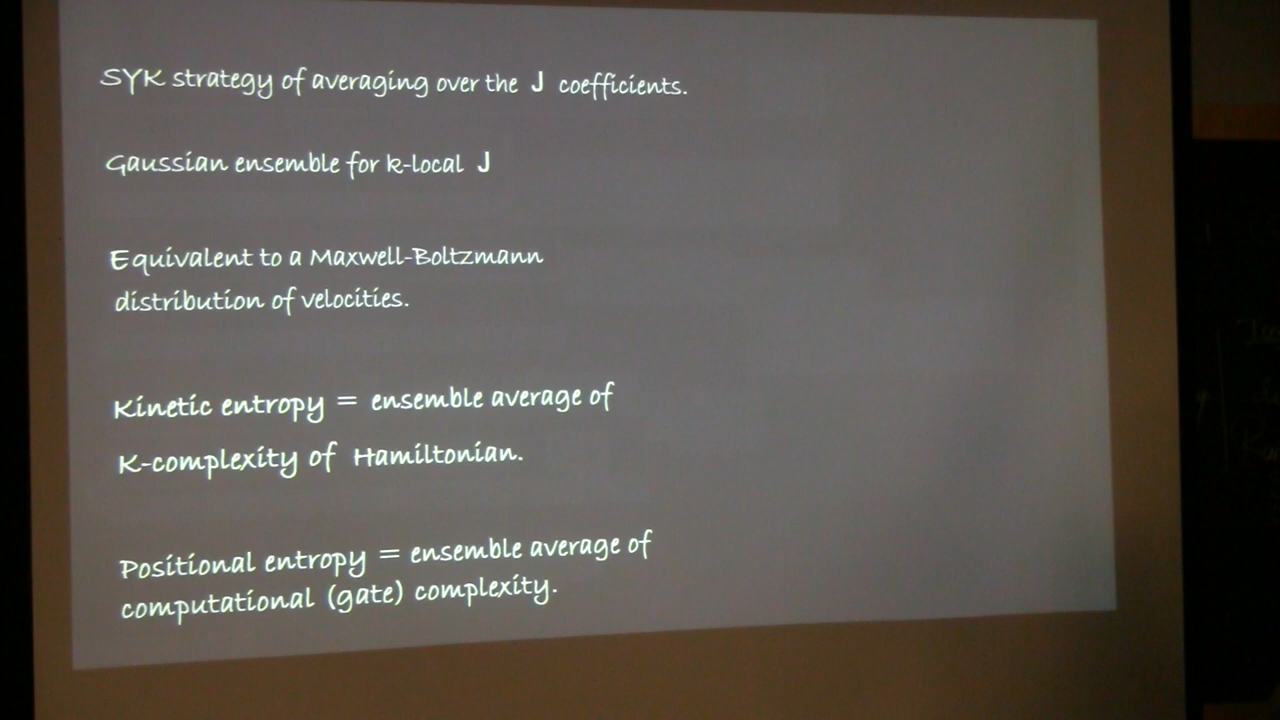 SYK strategy of averaging over the J coefficients.
Gaussian ensemble for k-local J
Equivalent to a Maxwell-Boltzmann
distribution of velocities.
Kinetic entropy = ensemble average of
K-complexity of Hamiltonian.
Positional entropy = ensemble average of
computational (gate) complexity.